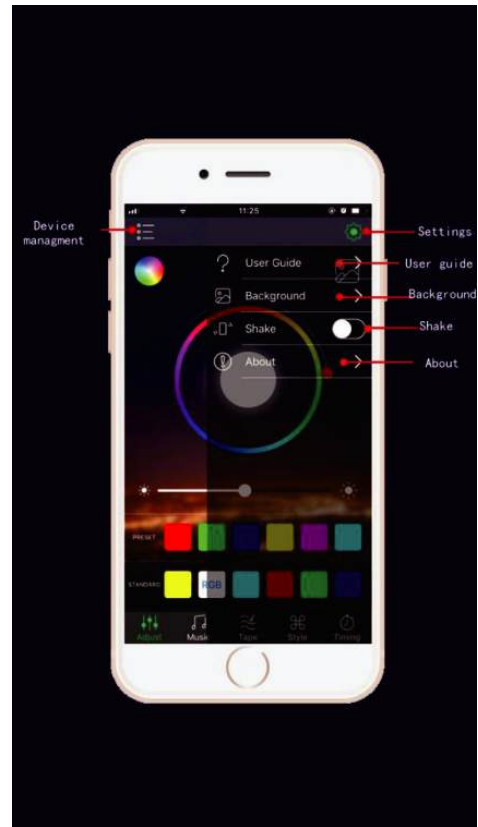 11:25
Device
managment
Settings
User Guide
User guide
Background
Background
Shake
Shake
About
About
PRESET
STANDARD
RGB
Adjust
Music
Tape
Style
Timing